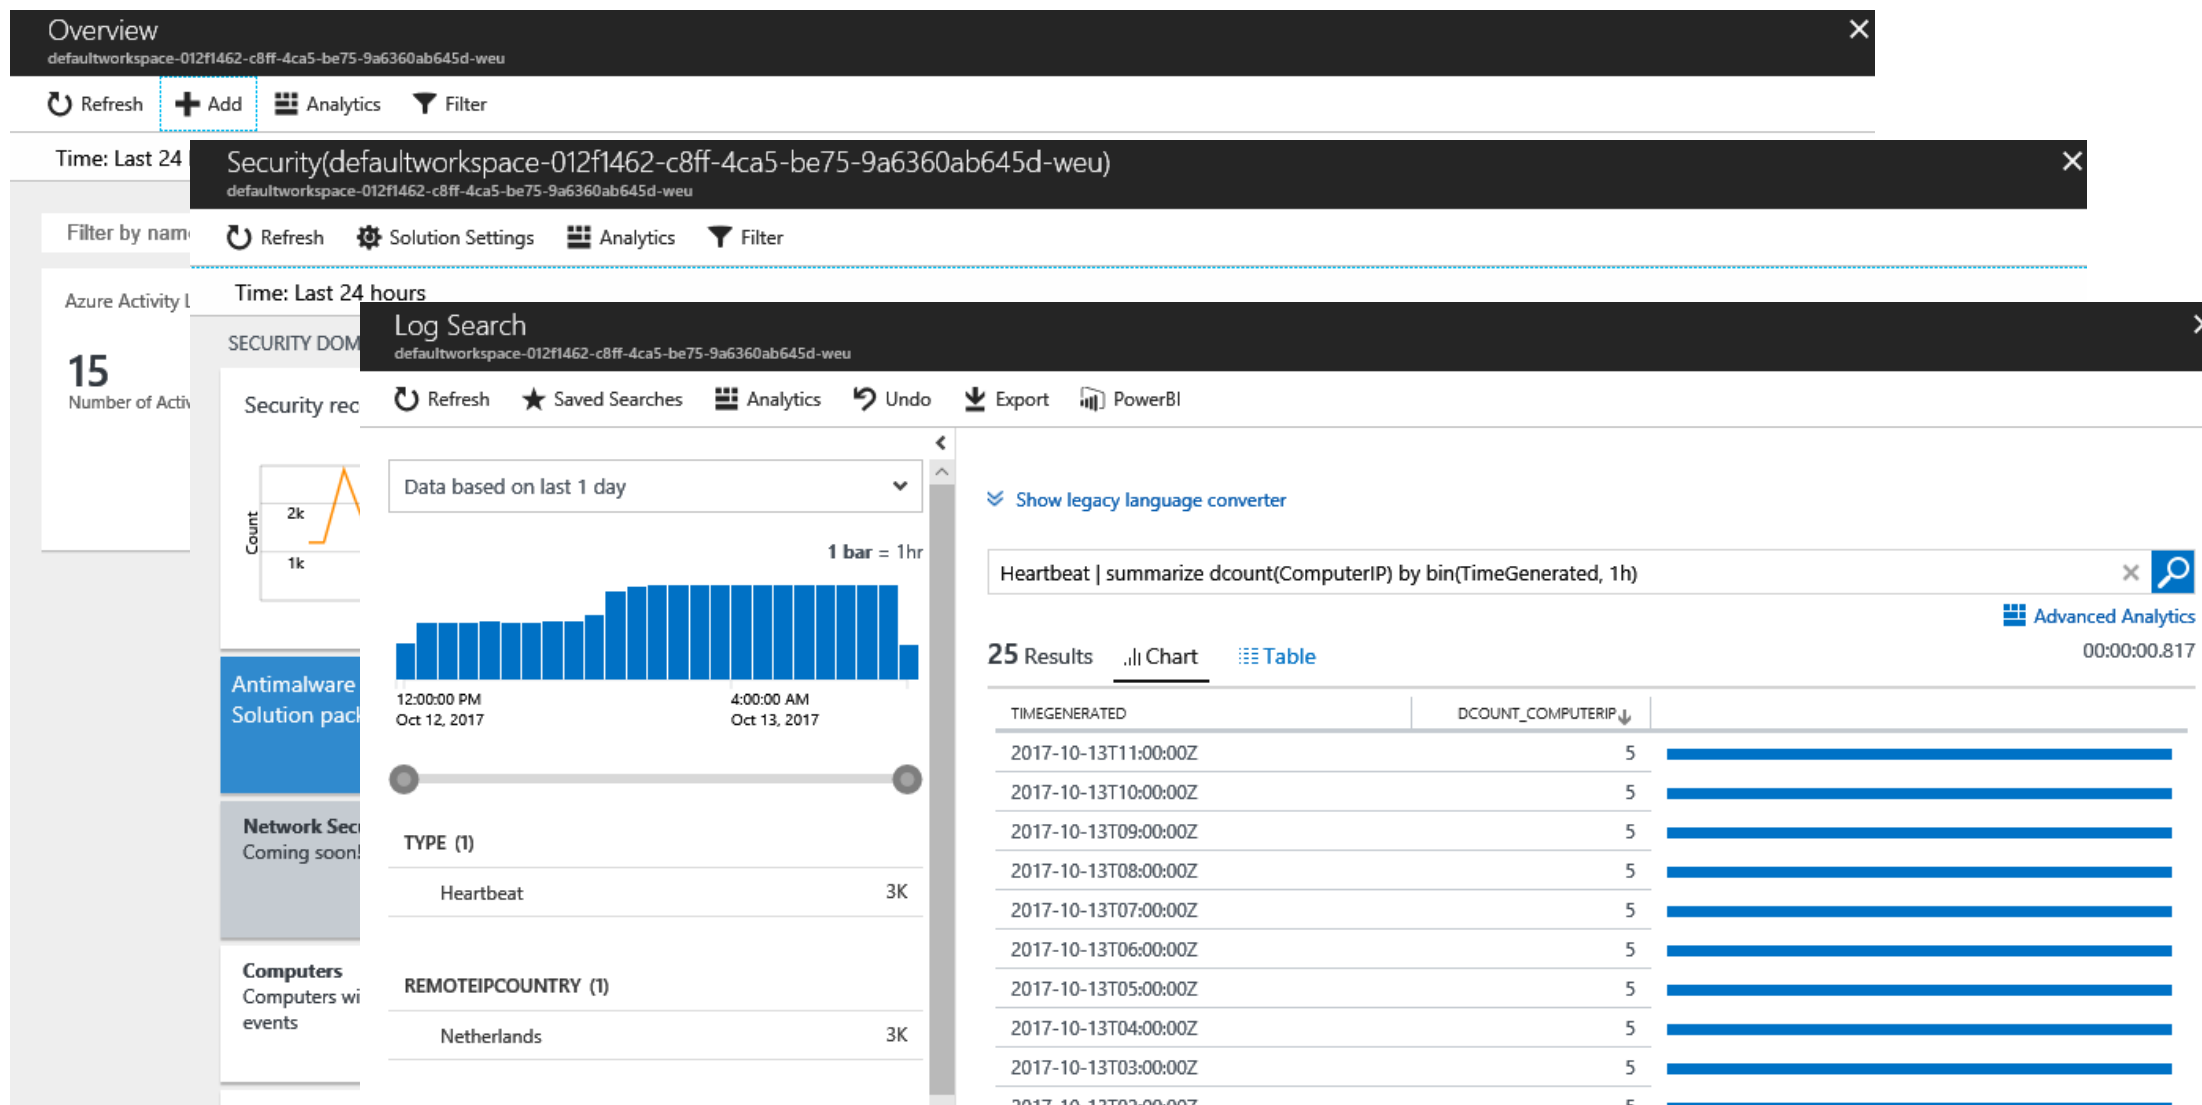 Overview
defaultworkspace-012f1462-c8ff-4ca5-be75-9a6360ab645d-weu
Refresh Add Analytics Filter
Time: Last 24
Filter by name
Azure Activity L
15
Number of Activ
Security(defaultworkspace-012f1462-c8ff-4ca5-be75-9a6360ab645d-weu)
defaultworkspace-012f1462-c8ff-4ca5-be75-9a6360ab645d-weu
Refresh Solution Settings Analytics Filter
Time: Last 24 hours
SECURITY DOM
Security rec
Count
2k
1k
Antimalware
Solution pack
Network Secu
Coming soon!
Computers
Computers wi
events
Log Search
defaultworkspace-012f1462-c8ff-4ca5-be75-9a6360ab645d-weu
Refresh Saved Searches Analytics Undo Export PowerBI
Data based on last 1 day
1 bar = 1hr
12:00:00 PM 4:00:00 AM
Oct 12, 2017 Oct 13, 2017
TYPE (1)
Heartbeat 3K
REMOTEIPCOUNTRY (1)
Netherlands 3K
Show legacy language converter
Heartbeat | summarize dcount(ComputerIP) by bin(TimeGenerated, 1h)
Advanced Analytics
25 Results Chart Table 00:00:00.817
TIMEGENERATED DCOUNT_COMPUTERIP
2017-10-13T11:00:00Z 5
2017-10-13T10:00:00Z 5
2017-10-13T09:00:00Z 5
2017-10-13T08:00:00Z 5
2017-10-13T07:00:00Z 5
2017-10-13T06:00:00Z 5
2017-10-13T05:00:00Z 5
2017-10-13T04:00:00Z 5
2017-10-13T03:00:00Z 5